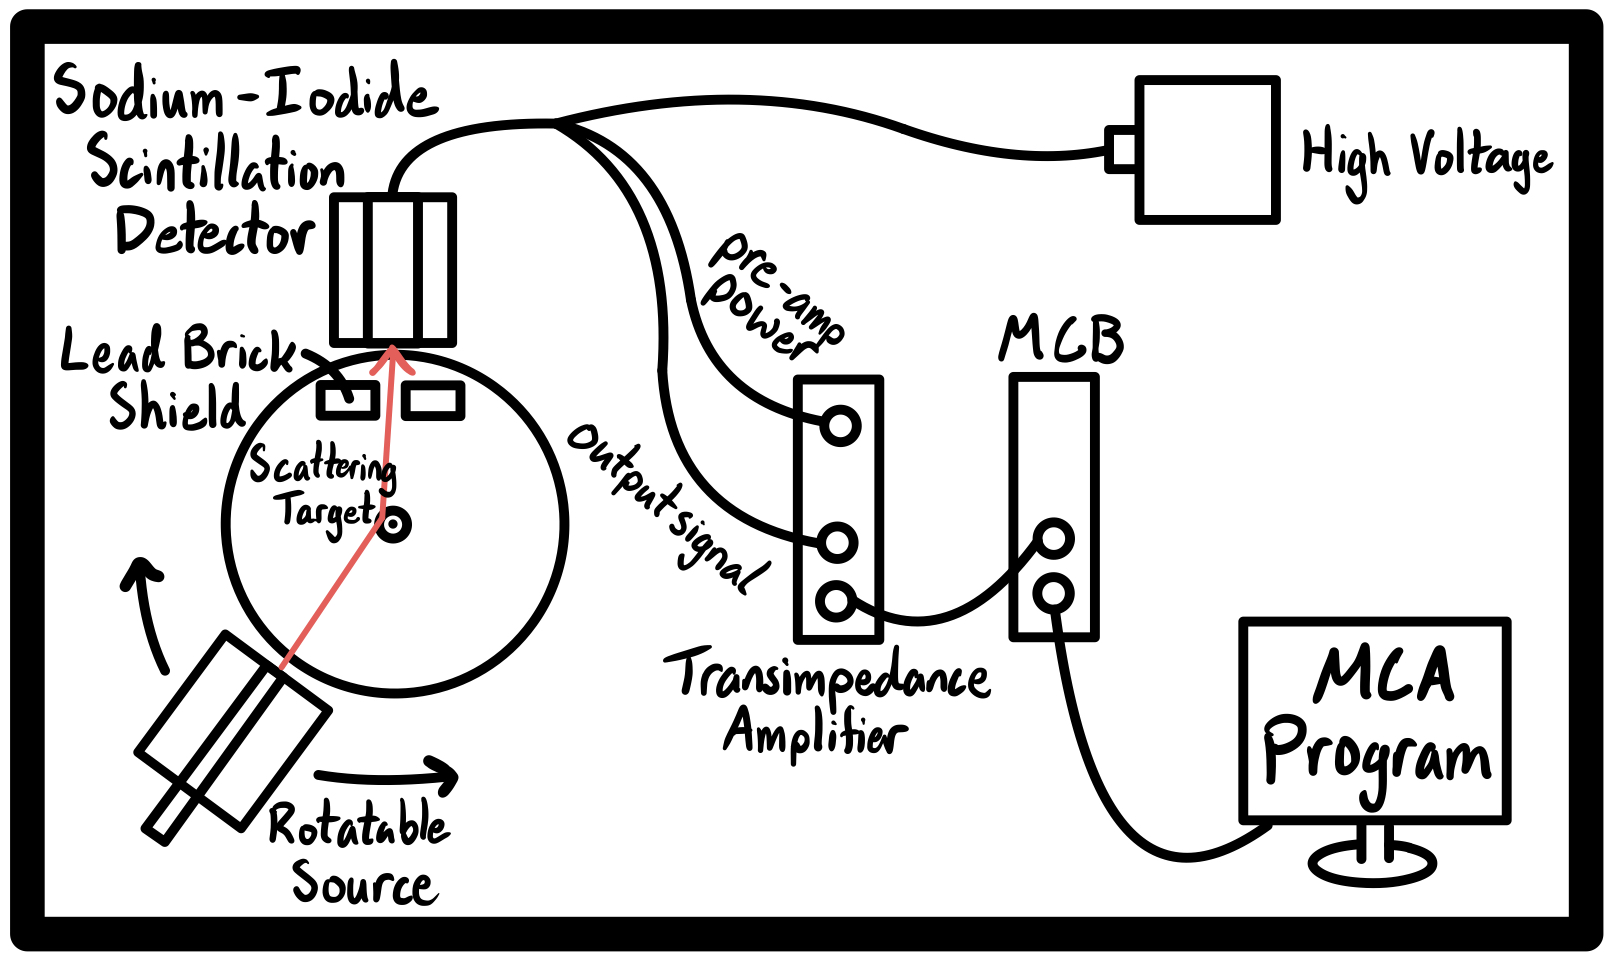 Sodium-Iodide
Scintillation
Detector
High Voltage
Lead Brick
Shield
pre-amp
power
MCB
Scattering
Target
Output signal
Transimpedance
Amplifier
MCA
Program
Rotatable
Source